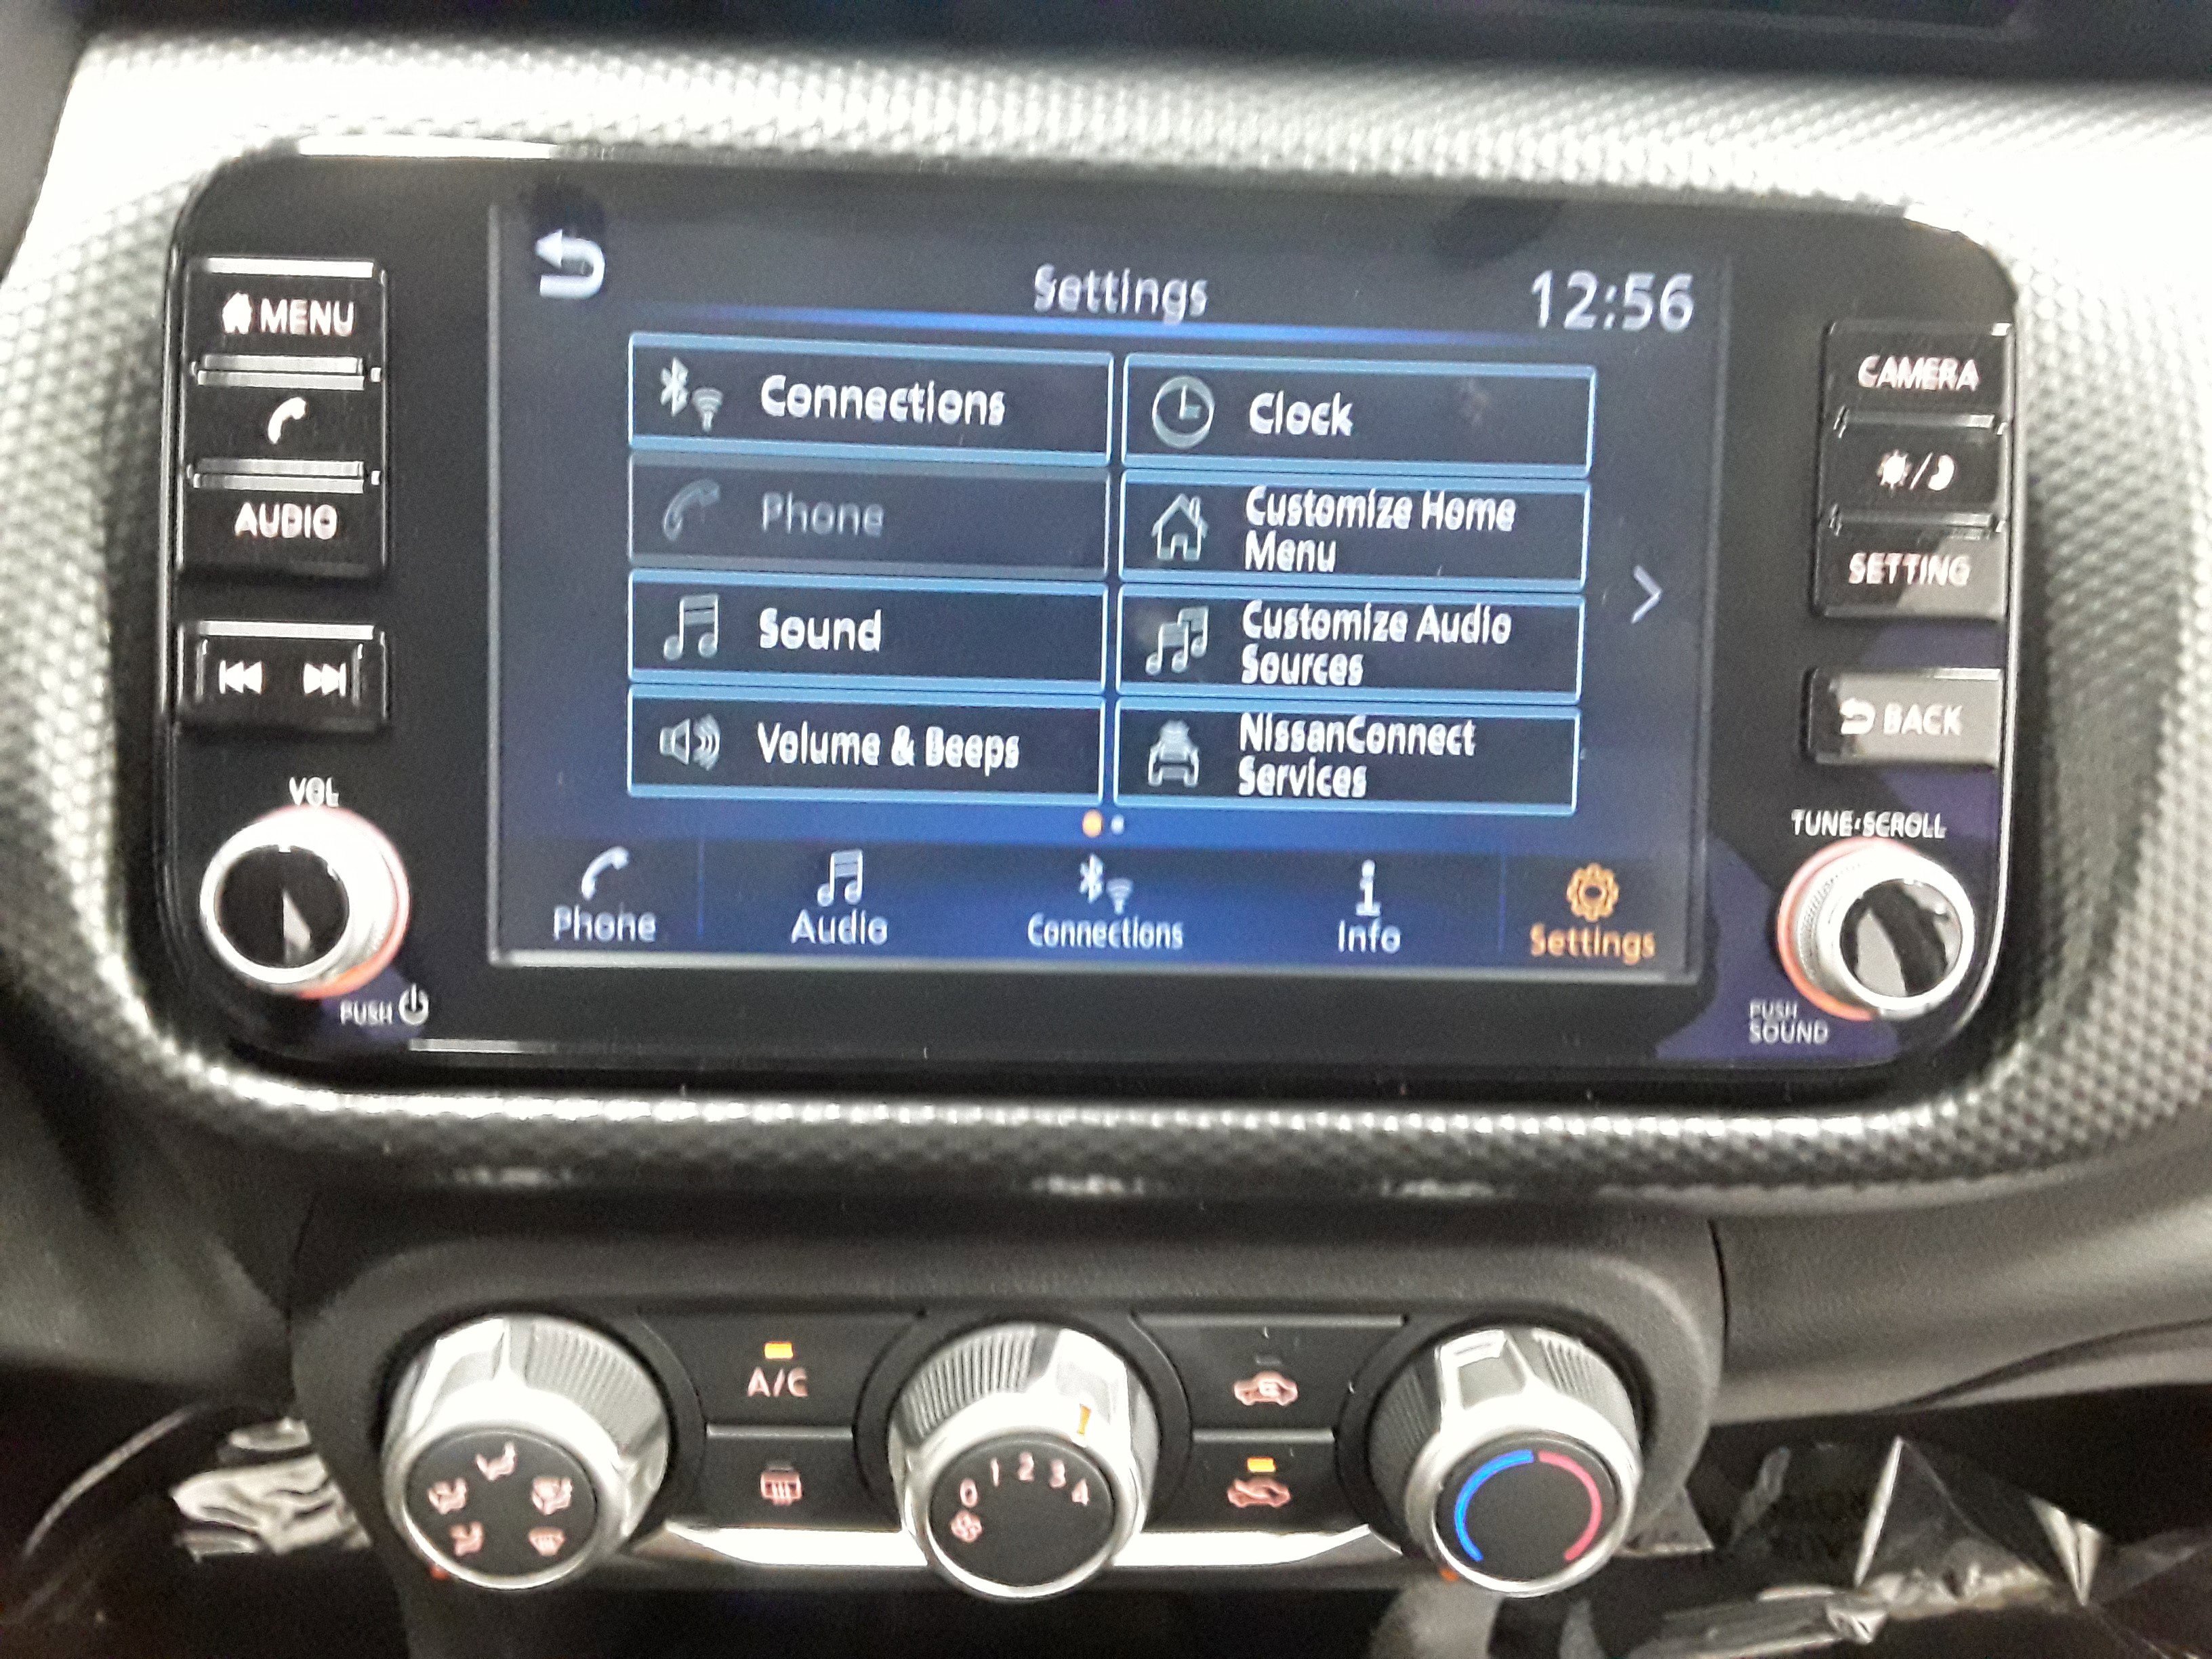 Settings
12:56
MENU
AUDIO
VOL
PUSH
Connections
Phone
Sound
Volume & Beeps
Clock
Customize Home
Menu
Customize Audio
Sources
NissanConnect
Services
Phone
Audio
Connections
Info
Settings
CAMERA
SETTING
BACK
TUNE·SCROLL
PUSH
SOUND
A/C
0 1 2 3 4